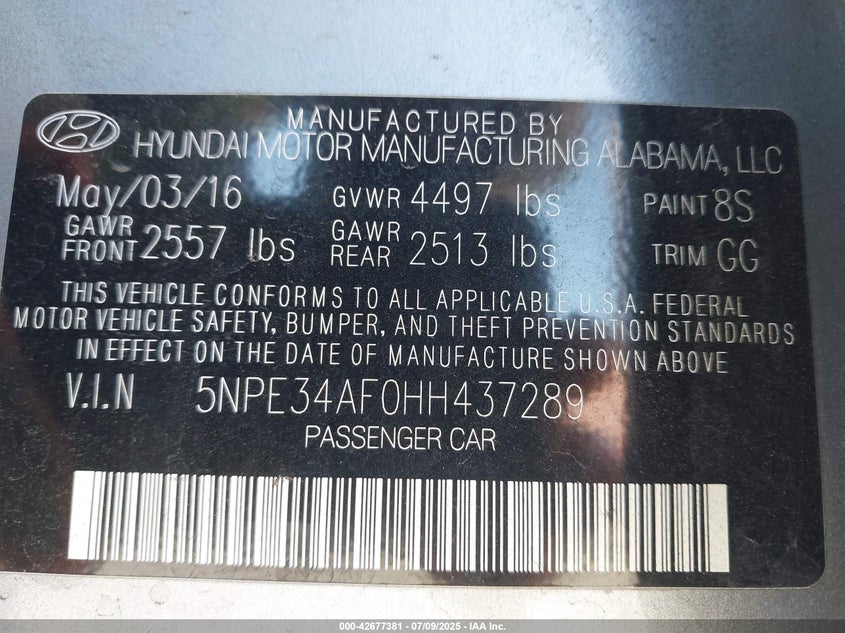 MANUFACTURED BY
HYUNDAI MOTOR MANUFACTURING ALABAMA, LLC
May/03/16 GVWR 4497 lbs PAINT 8S
GAWR FRONT 2557 lbs GAWR REAR 2513 lbs TRIM GG
THIS VEHICLE CONFORMS TO ALL APPLICABLE U.S.A. FEDERAL
MOTOR VEHICLE SAFETY, BUMPER, AND THEFT PREVENTION STANDARDS
IN EFFECT ON THE DATE OF MANUFACTURE SHOWN ABOVE
V.I.N 5NPE34AF0HH437289
PASSENGER CAR
000-42677381 - 07/09/2025 - IAA Inc.